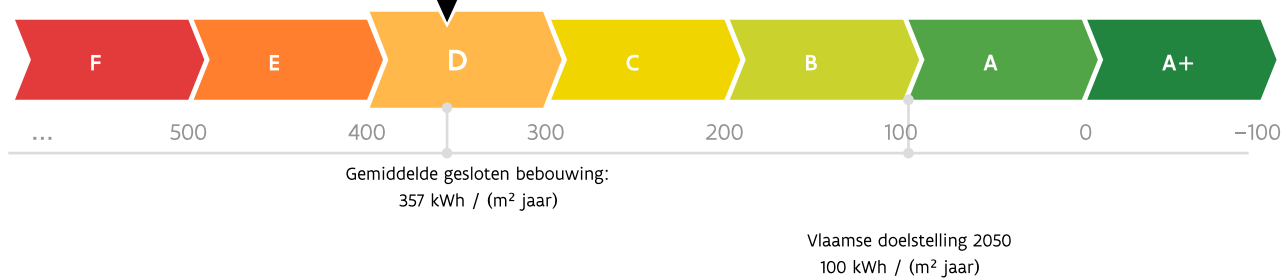 F E D C B A A+
... 500 400 300 200 100 0 −100
Gemiddelde gesloten bebouwing:
357 kWh / (m² jaar)
Vlaamse doelstelling 2050
100 kWh / (m² jaar)